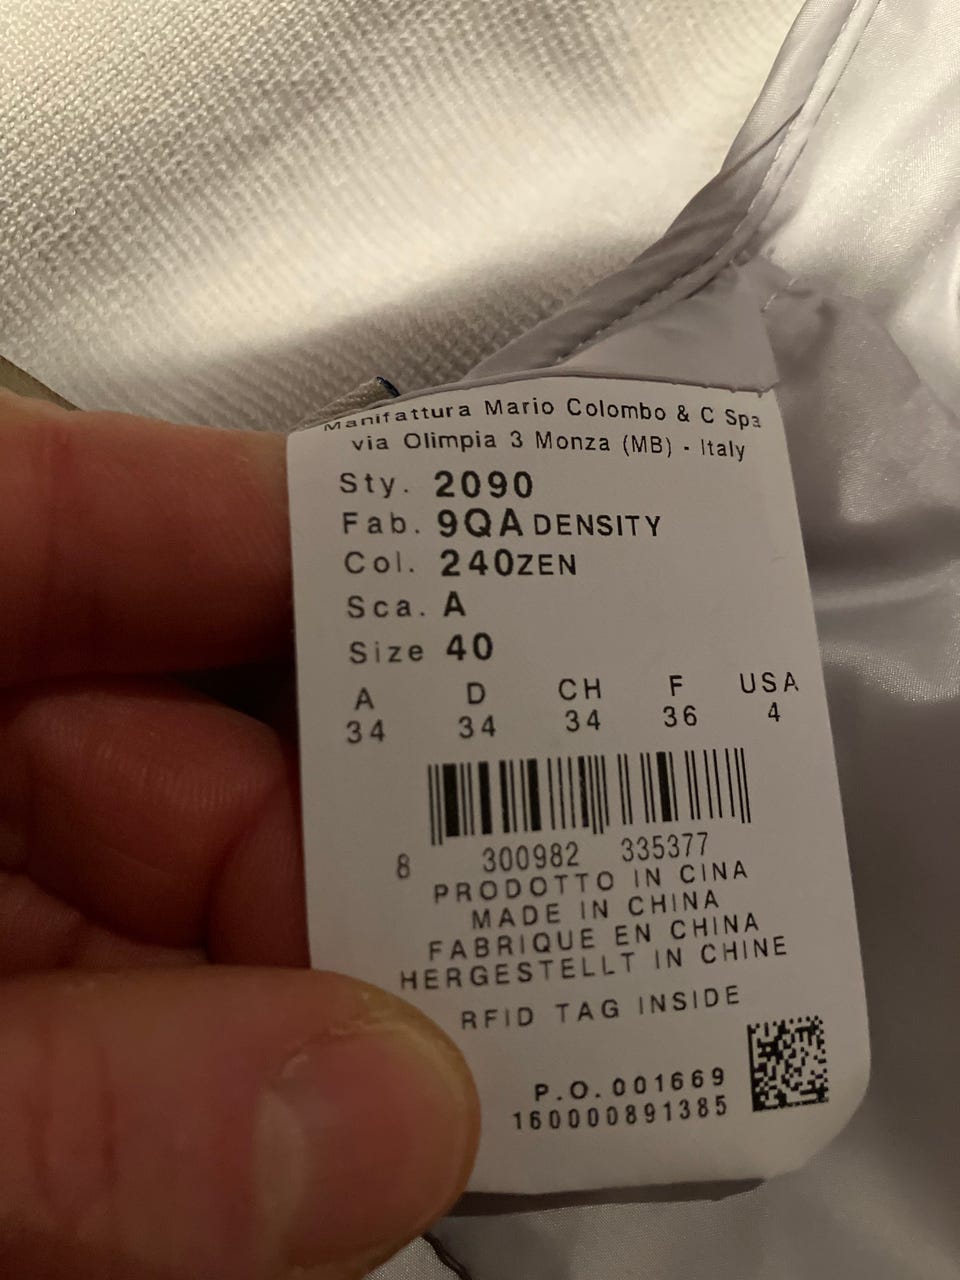 Manifattura Mario Colombo & C Spa
via Olimpia 3 Monza (MB) - Italy
Sty. 2090
Fab. 9QA DENSITY
Col. 240ZEN
Sca. A
Size 40
A D CH F USA
34 34 34 36 4
8 300982 335377
PRODOTTO IN CINA
MADE IN CHINA
FABRIQUE EN CHINA
HERGESTELLT IN CHINE
RFID TAG INSIDE
P.O. 001669
160000891385